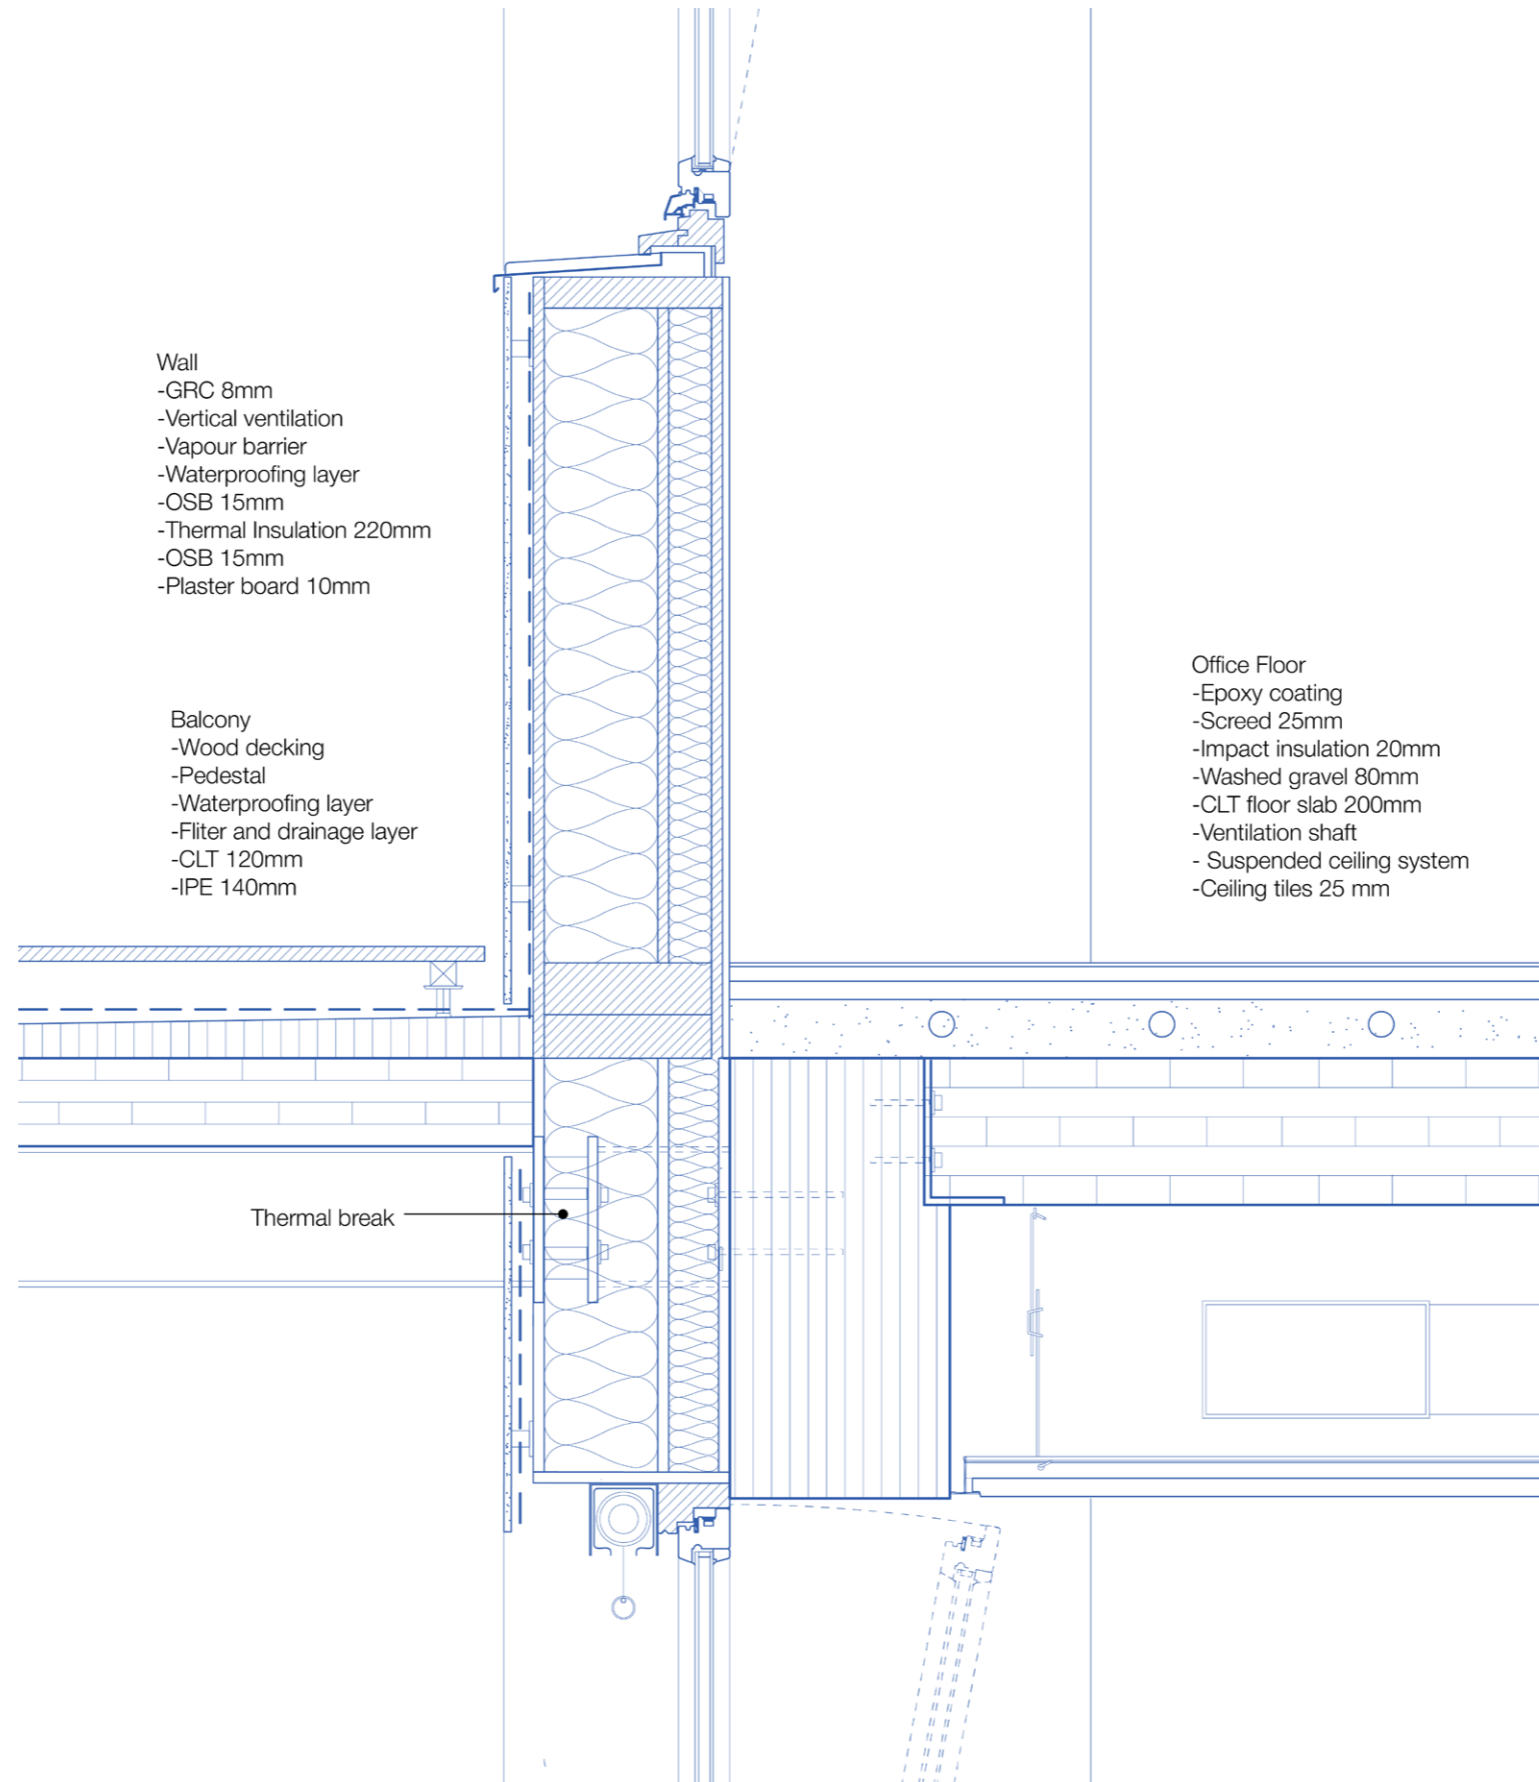 Wall
-GRC 8mm
-Vertical ventilation
-Vapour barrier
-Waterproofing layer
-OSB 15mm
-Thermal Insulation 220mm
-OSB 15mm
-Plaster board 10mm
Balcony
-Wood decking
-Pedestal
-Waterproofing layer
-Fliter and drainage layer
-CLT 120mm
-IPE 140mm
Office Floor
-Epoxy coating
-Screed 25mm
-Impact insulation 20mm
-Washed gravel 80mm
-CLT floor slab 200mm
-Ventilation shaft
- Suspended ceiling system
-Ceiling tiles 25 mm
Thermal break